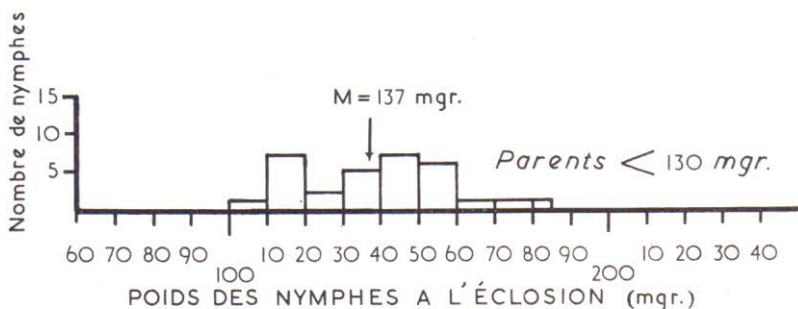 Nombre de nymphes
15
10
5
M = 137 mgr.
Parents < 130 mgr.
60 70 80 90 100 10 20 30 40 50 60 70 80 90 200 10 20 30 40
POIDS DES NYMPHES A L'ÉCLOSION (mgr.)